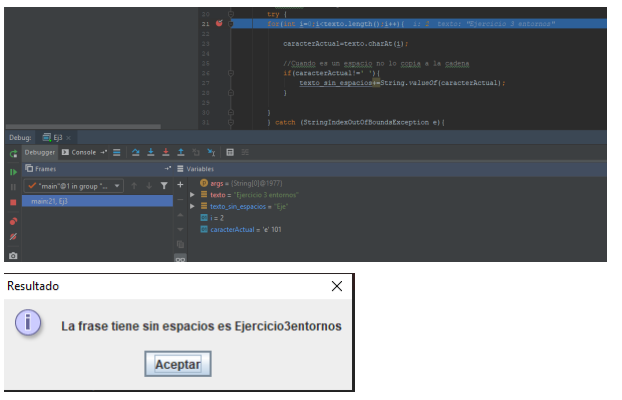 20 try {
21 for(int i=0;i<texto.length();i++){ i: 2 texto: "Ejercicio 3 entornos"
22
23 caracterActual=texto.charAt(i);
24
25 //Cuando es un espacio no lo copia a la cadena
26 if(caracterActual!=' '){
27 texto_sin_espacios+=String.valueOf(caracterActual);
28 }
29
30 }
31 } catch (StringIndexOutOfBoundsException e){
Debug: Ej3 ×
Debugger Console
Frames Variables
"main"@1 in group "...
main:21, Ej3
args = {String[0]@1977}
texto = "Ejercicio 3 entornos"
texto_sin_espacios = "Eje"
i = 2
caracterActual = 'e' 101
Resultado
La frase tiene sin espacios es Ejercicio3entornos
Aceptar